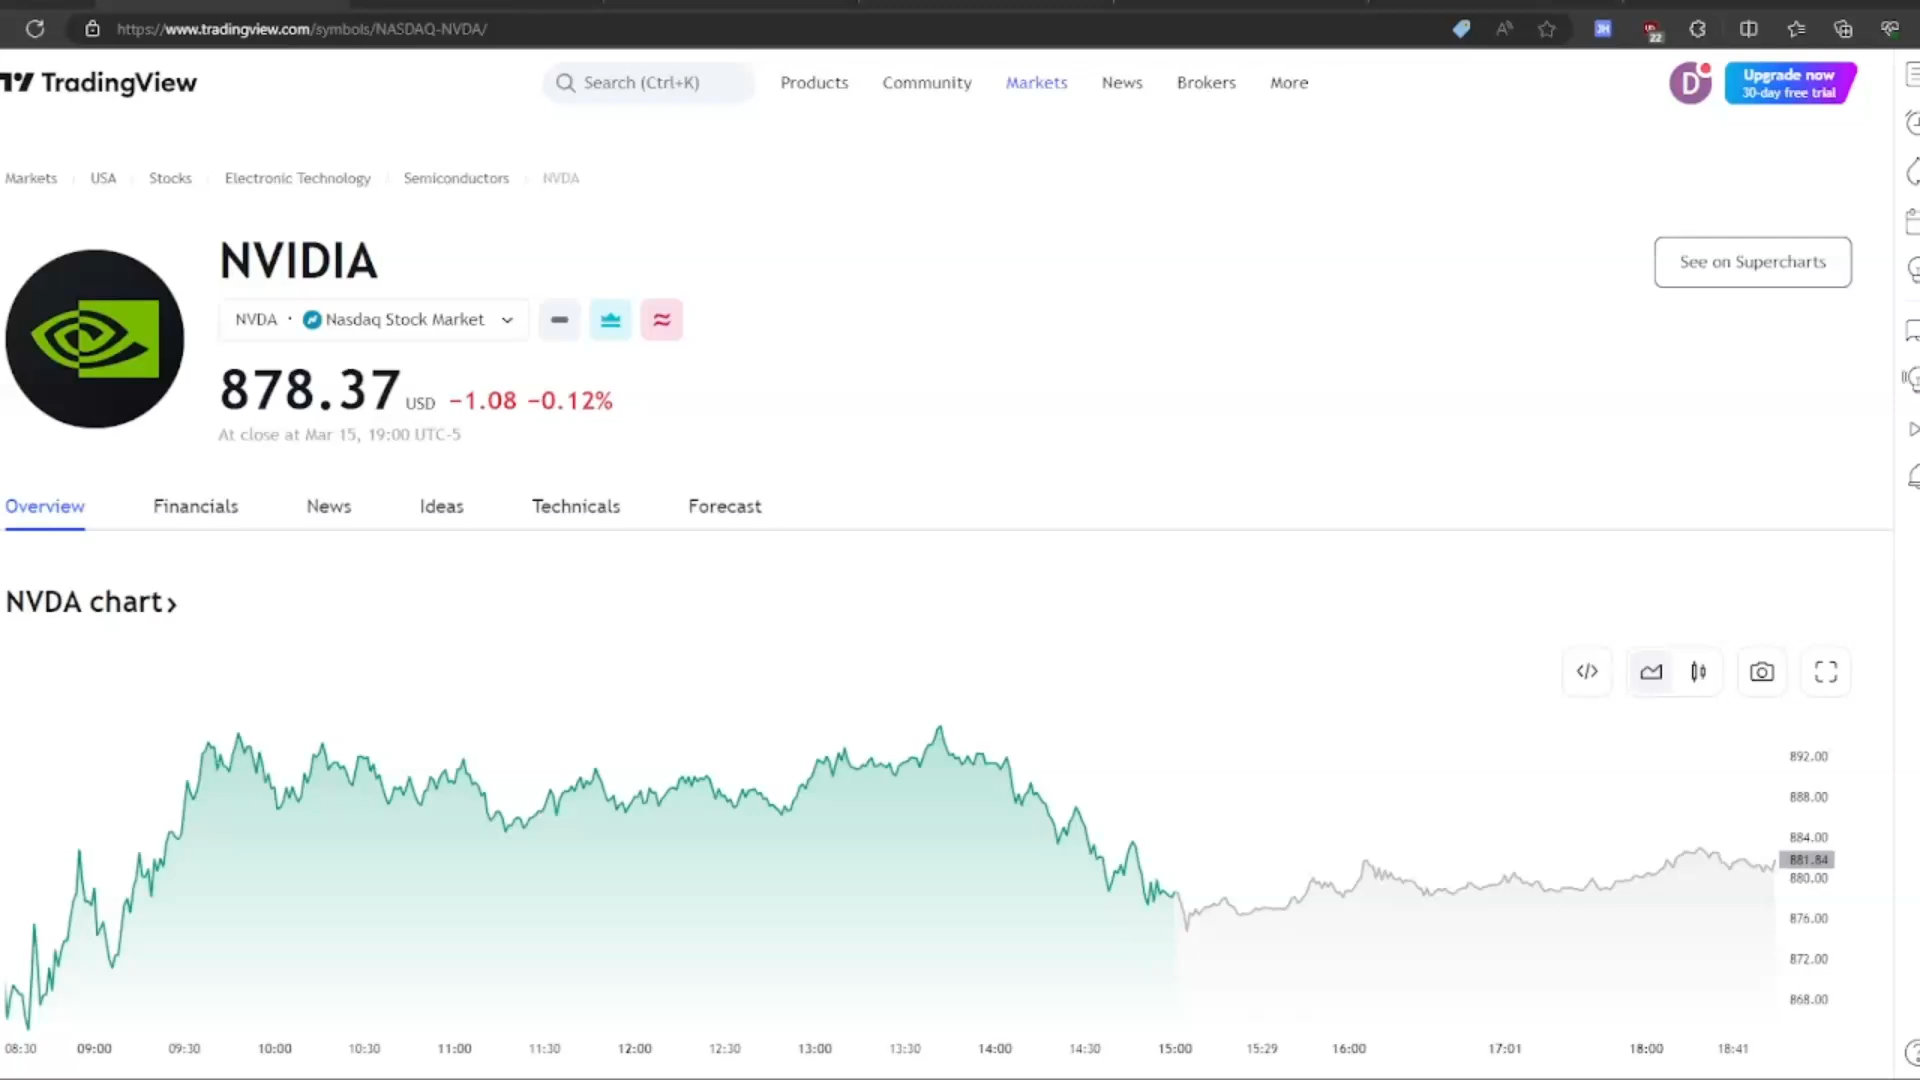 https://www.tradingview.com/symbols/NASDAQ-NVDA/
22
TradingView
Search (Ctrl+K)
Products
Community
Markets
News
Brokers
More
D
Upgrade now
30-day free trial
Markets
USA
Stocks
Electronic Technology
Semiconductors
NVDA
NVIDIA
See on Supercharts
NVDA · Nasdaq Stock Market
878.37 USD −1.08 −0.12%
At close at Mar 15, 19:00 UTC-5
Overview
Financials
News
Ideas
Technicals
Forecast
NVDA chart›
892.00
888.00
884.00
881.84
880.00
876.00
872.00
868.00
08:30 09:00 09:30 10:00 10:30 11:00 11:30 12:00 12:30 13:00 13:30 14:00 14:30 15:00 15:29 16:00 17:01 18:00 18:41